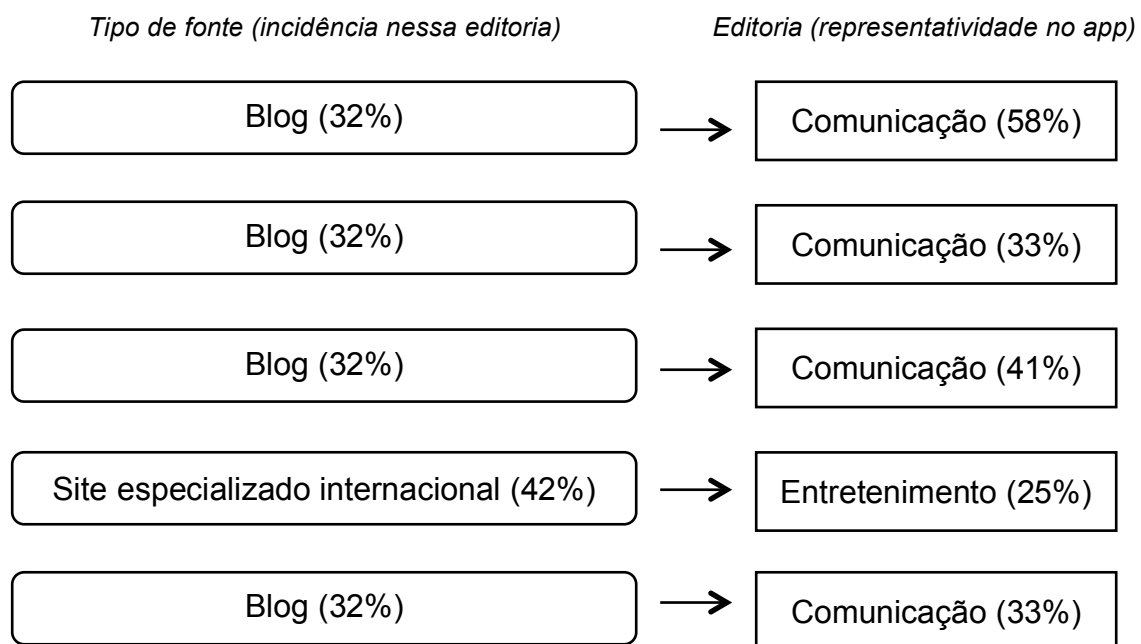 Tipo de fonte (incidência nessa editoria) Editoria (representatividade no app)
Blog (32%) Comunicação (58%)
Blog (32%) Comunicação (33%)
Blog (32%) Comunicação (41%)
Site especializado internacional (42%) Entretenimento (25%)
Blog (32%) Comunicação (33%)